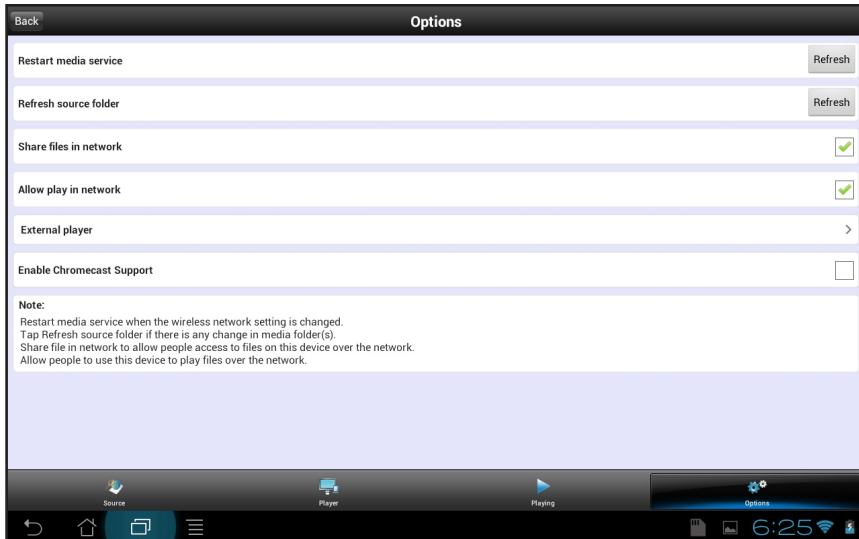 Back
Options
Restart media service
Refresh
Refresh source folder
Refresh
Share files in network
Allow play in network
External player
Enable Chromecast Support
Note:
Restart media service when the wireless network setting is changed.
Tap Refresh source folder if there is any change in media folder(s).
Share file in network to allow people access to files on this device over the network.
Allow people to use this device to play files over the network.
Source
Player
Playing
Options
6:25